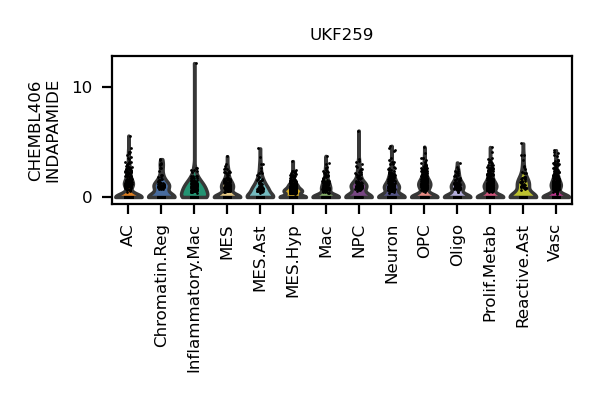 UKF259
CHEMBL406
INDAPAMIDE
10
0
AC
Chromatin.Reg
Inflammatory.Mac
MES
MES.Ast
MES.Hyp
Mac
NPC
Neuron
OPC
Oligo
Prolif.Metab
Reactive.Ast
Vasc